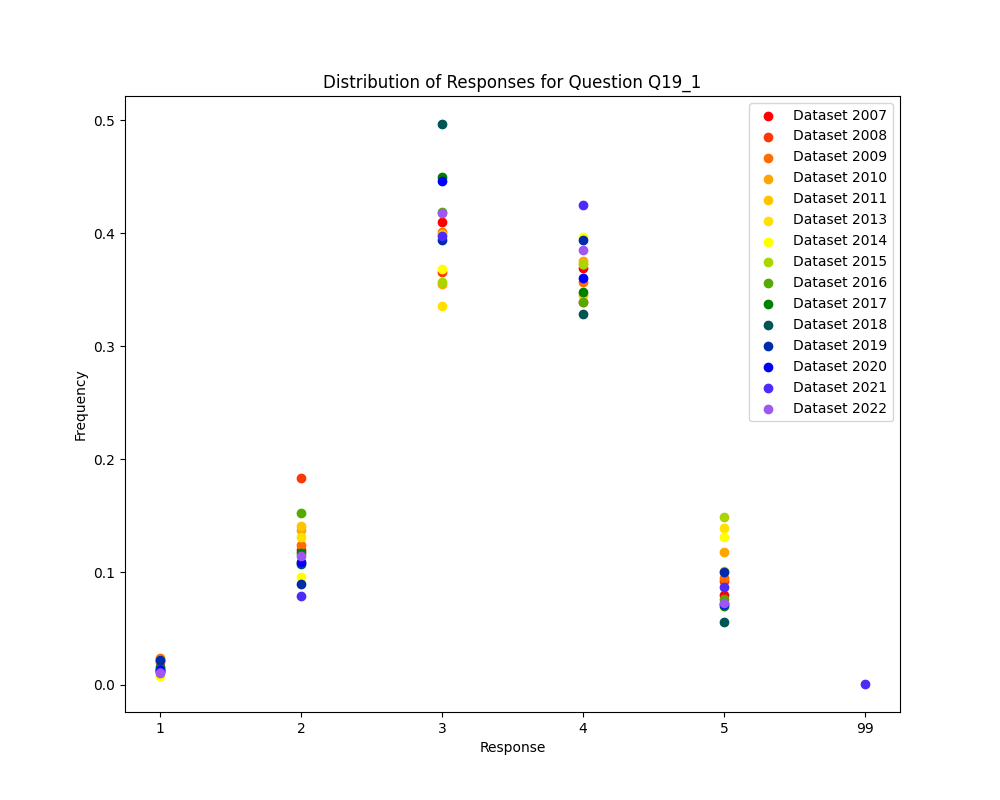 Distribution of Responses for Question Q19_1
Frequency
0.5
0.4
0.3
0.2
0.1
0.0
Dataset 2007
Dataset 2008
Dataset 2009
Dataset 2010
Dataset 2011
Dataset 2013
Dataset 2014
Dataset 2015
Dataset 2016
Dataset 2017
Dataset 2018
Dataset 2019
Dataset 2020
Dataset 2021
Dataset 2022
1 2 3 4 5 99
Response